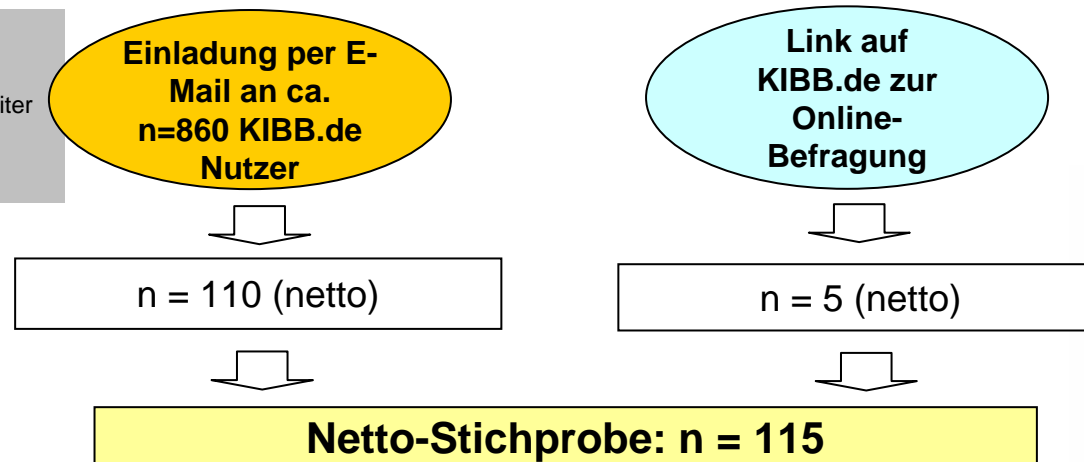 iter
Einladung per E-
Mail an ca.
n=860 KIBB.de
Nutzer
Link auf
KIBB.de zur
Online-
Befragung
n = 110 (netto)
n = 5 (netto)
Netto-Stichprobe: n = 115